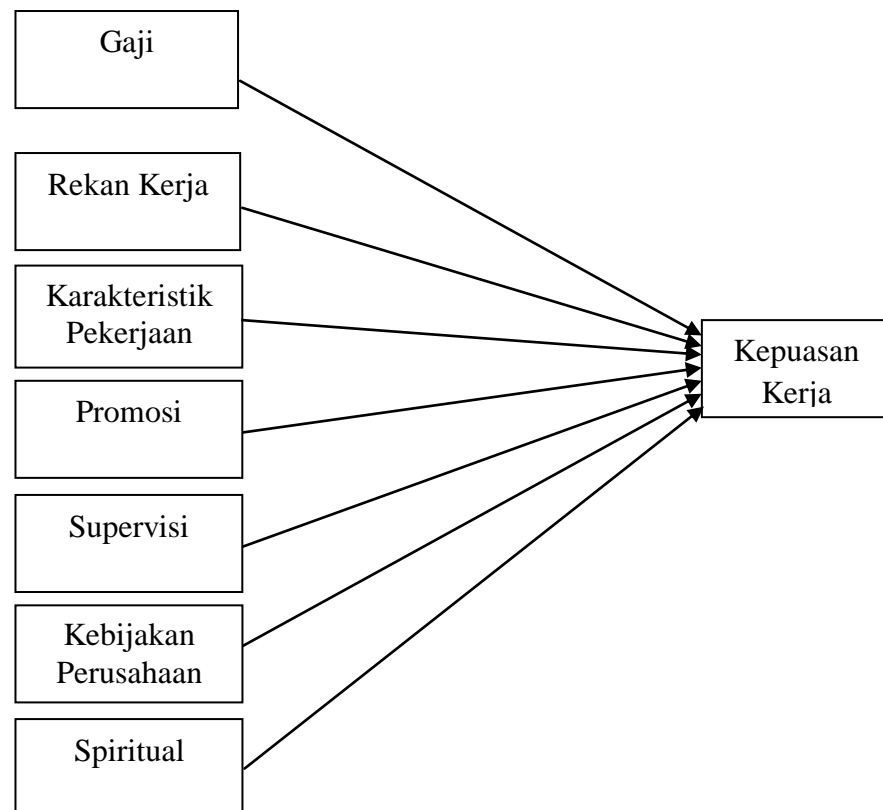 Gaji
Rekan Kerja
Karakteristik
Pekerjaan
Promosi
Supervisi
Kebijakan
Perusahaan
Spiritual
Kepuasan
Kerja